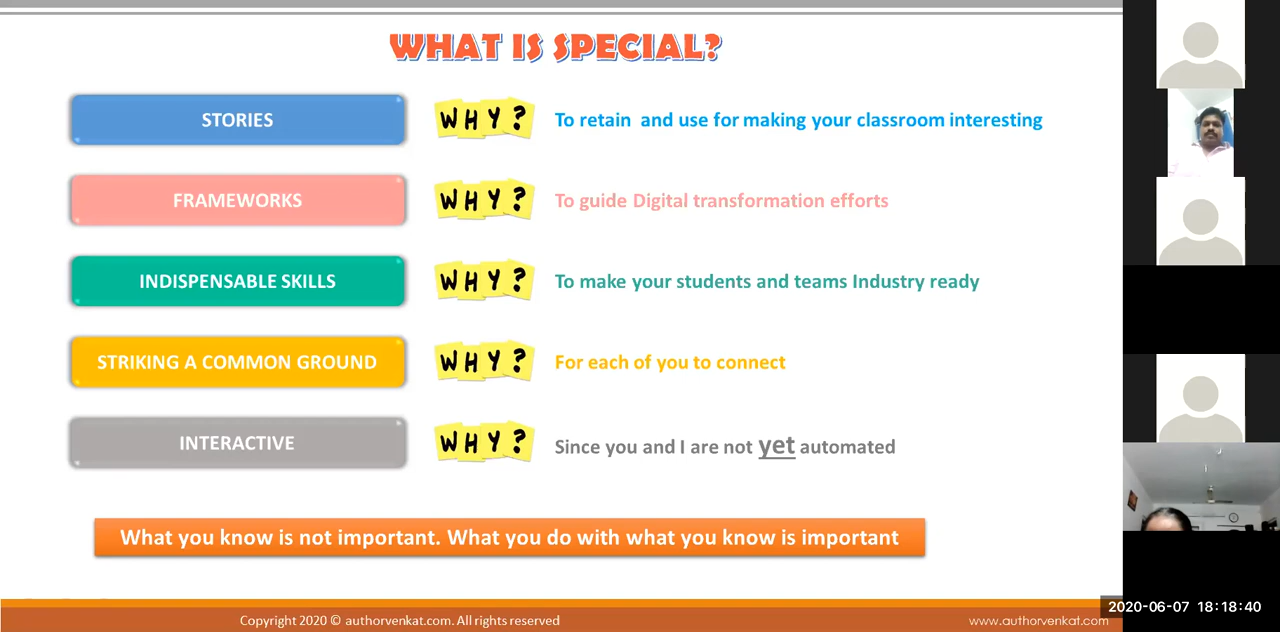 WHAT IS SPECIAL?
STORIES
WHY?
To retain and use for making your classroom interesting
FRAMEWORKS
WHY?
To guide Digital transformation efforts
INDISPENSABLE SKILLS
WHY?
To make your students and teams Industry ready
STRIKING A COMMON GROUND
WHY?
For each of you to connect
INTERACTIVE
WHY?
Since you and I are not yet automated
What you know is not important. What you do with what you know is important
Copyright 2020 © authorvenkat.com. All rights reserved
www.authorvenkat.com
2020-06-07 18:18:40